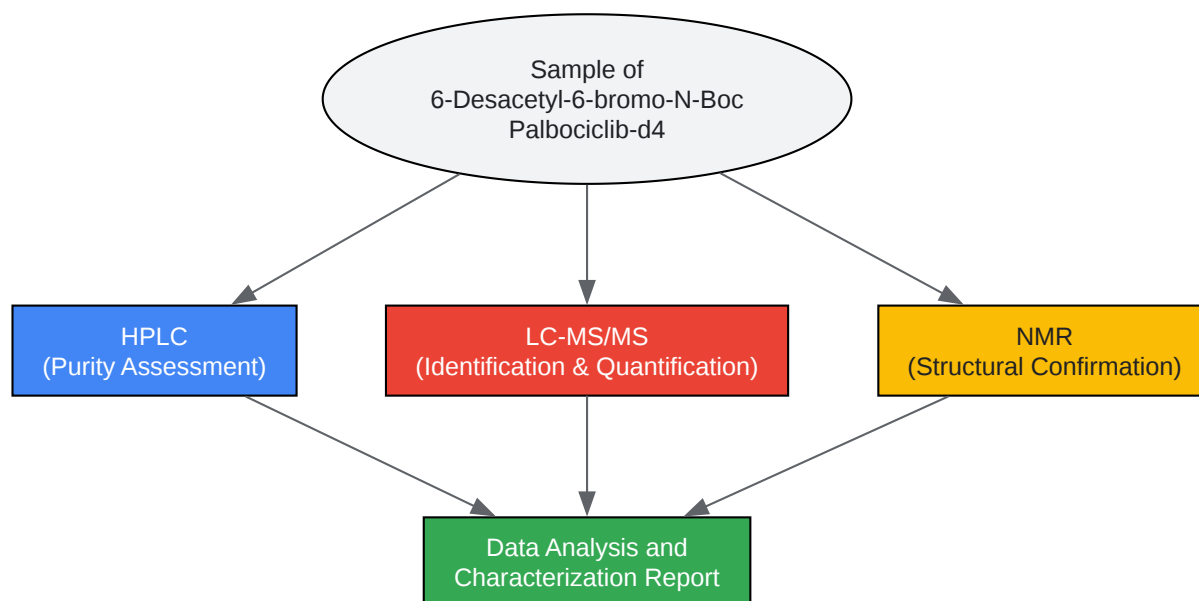 Sample of
6-Desacetyl-6-bromo-N-Boc
Palbociclib-d4
HPLC
(Purity Assessment)
LC-MS/MS
(Identification & Quantification)
NMR
(Structural Confirmation)
Data Analysis and
Characterization Report